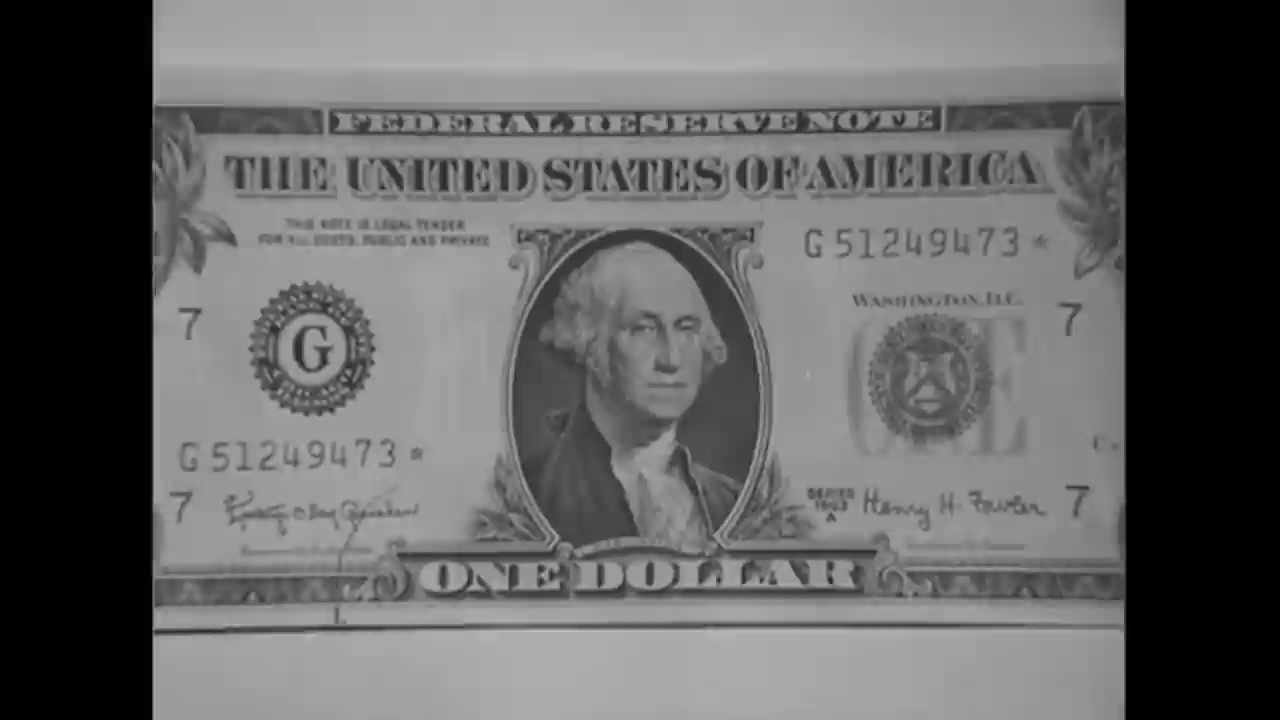 FEDERAL RESERVE NOTE
THE UNITED STATES OF AMERICA
THIS NOTE IS LEGAL TENDER
FOR ALL DEBTS, PUBLIC AND PRIVATE
G 51249473 *
WASHINGTON, D.C.
7
7
G
ONE
G 51249473 *
7
SERIES
1963
A
Henry H. Fowler
7
ONE DOLLAR